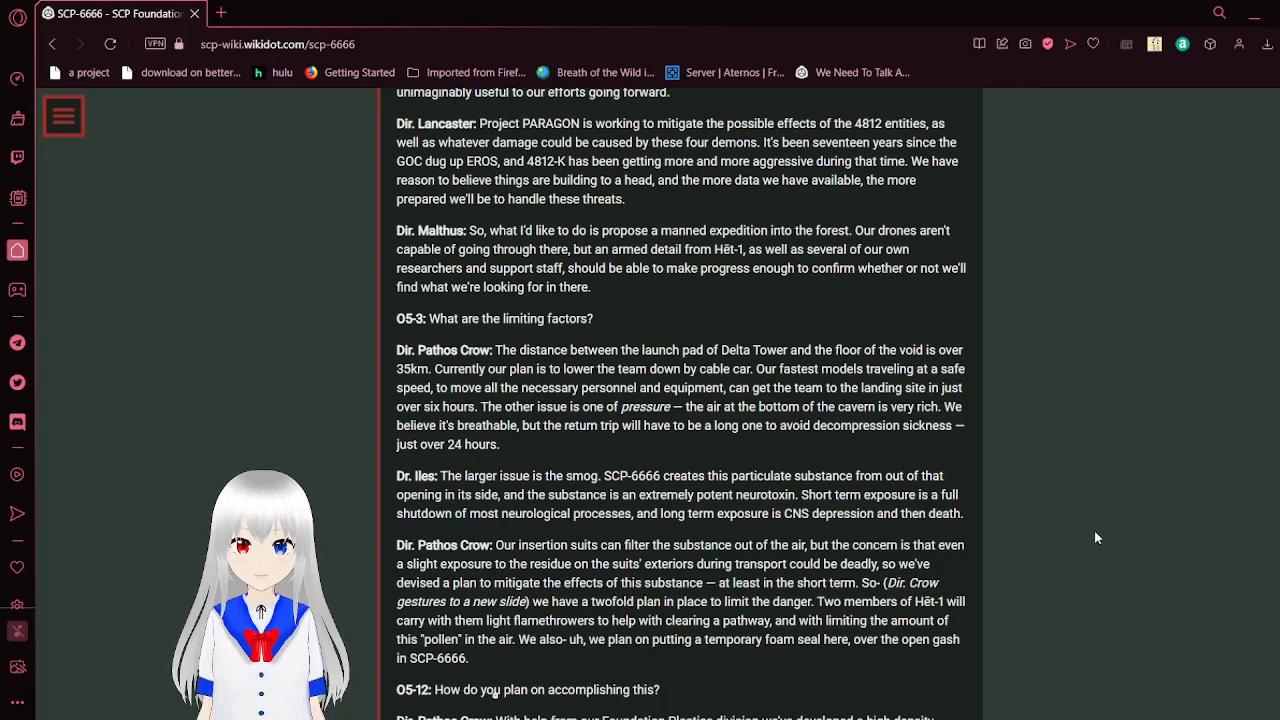 SCP-6666 - SCP Foundatio
scp-wiki.wikidot.com/scp-6666
VPN
a project
download on better...
hulu
Getting Started
Imported from Firef...
Breath of the Wild i...
Server | Aternos | Fr...
We Need To Talk A...
unimaginably useful to our efforts going forward.
Dir. Lancaster: Project PARAGON is working to mitigate the possible effects of the 4812 entities, as
well as whatever damage could be caused by these four demons. It's been seventeen years since the
GOC dug up EROS, and 4812-K has been getting more and more aggressive during that time. We have
reason to believe things are building to a head, and the more data we have available, the more
prepared we'll be to handle these threats.
Dir. Malthus: So, what I'd like to do is propose a manned expedition into the forest. Our drones aren't
capable of going through there, but an armed detail from Hēt-1, as well as several of our own
researchers and support staff, should be able to make progress enough to confirm whether or not we'll
find what we're looking for in there.
O5-3: What are the limiting factors?
Dir. Pathos Crow: The distance between the launch pad of Delta Tower and the floor of the void is over
35km. Currently our plan is to lower the team down by cable car. Our fastest models traveling at a safe
speed, to move all the necessary personnel and equipment, can get the team to the landing site in just
over six hours. The other issue is one of pressure — the air at the bottom of the cavern is very rich. We
believe it's breathable, but the return trip will have to be a long one to avoid decompression sickness —
just over 24 hours.
Dr. Iles: The larger issue is the smog. SCP-6666 creates this particulate substance from out of that
opening in its side, and the substance is an extremely potent neurotoxin. Short term exposure is a full
shutdown of most neurological processes, and long term exposure is CNS depression and then death.
Dir. Pathos Crow: Our insertion suits can filter the substance out of the air, but the concern is that even
a slight exposure to the residue on the suits' exteriors during transport could be deadly, so we've
devised a plan to mitigate the effects of this substance — at least in the short term. So- (Dir. Crow
gestures to a new slide) we have a twofold plan in place to limit the danger. Two members of Hēt-1 will
carry with them light flamethrowers to help with clearing a pathway, and with limiting the amount of
this "pollen" in the air. We also- uh, we plan on putting a temporary foam seal here, over the open gash
in SCP-6666.
O5-12: How do you plan on accomplishing this?
Dir. Pathos Crow: With help from our Foundation Plastics division we've developed a high density